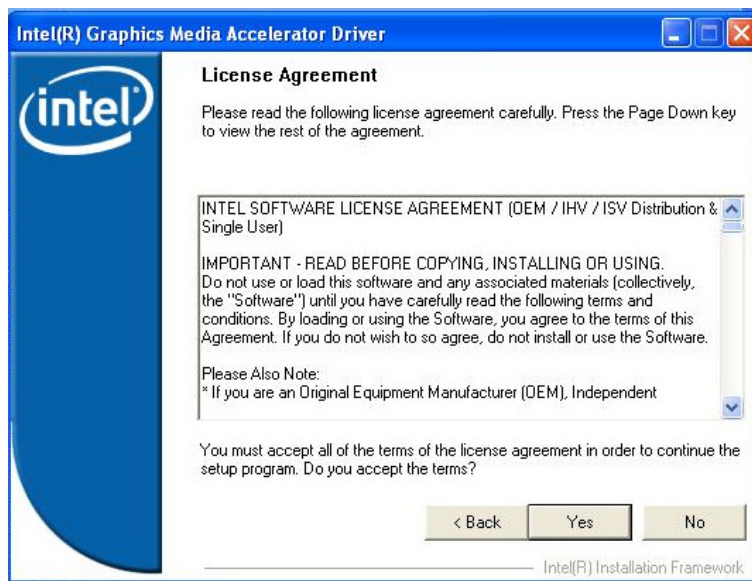 Intel(R) Graphics Media Accelerator Driver
intel
License Agreement
Please read the following license agreement carefully. Press the Page Down key
to view the rest of the agreement.
INTEL SOFTWARE LICENSE AGREEMENT (OEM / IHV / ISV Distribution &
Single User)
IMPORTANT - READ BEFORE COPYING, INSTALLING OR USING.
Do not use or load this software and any associated materials (collectively,
the "Software") until you have carefully read the following terms and
conditions. By loading or using the Software, you agree to the terms of this
Agreement. If you do not wish to so agree, do not install or use the Software.
Please Also Note:
* If you are an Original Equipment Manufacturer (OEM), Independent
You must accept all of the terms of the license agreement in order to continue the
setup program. Do you accept the terms?
< Back
Yes
No
Intel(R) Installation Framework